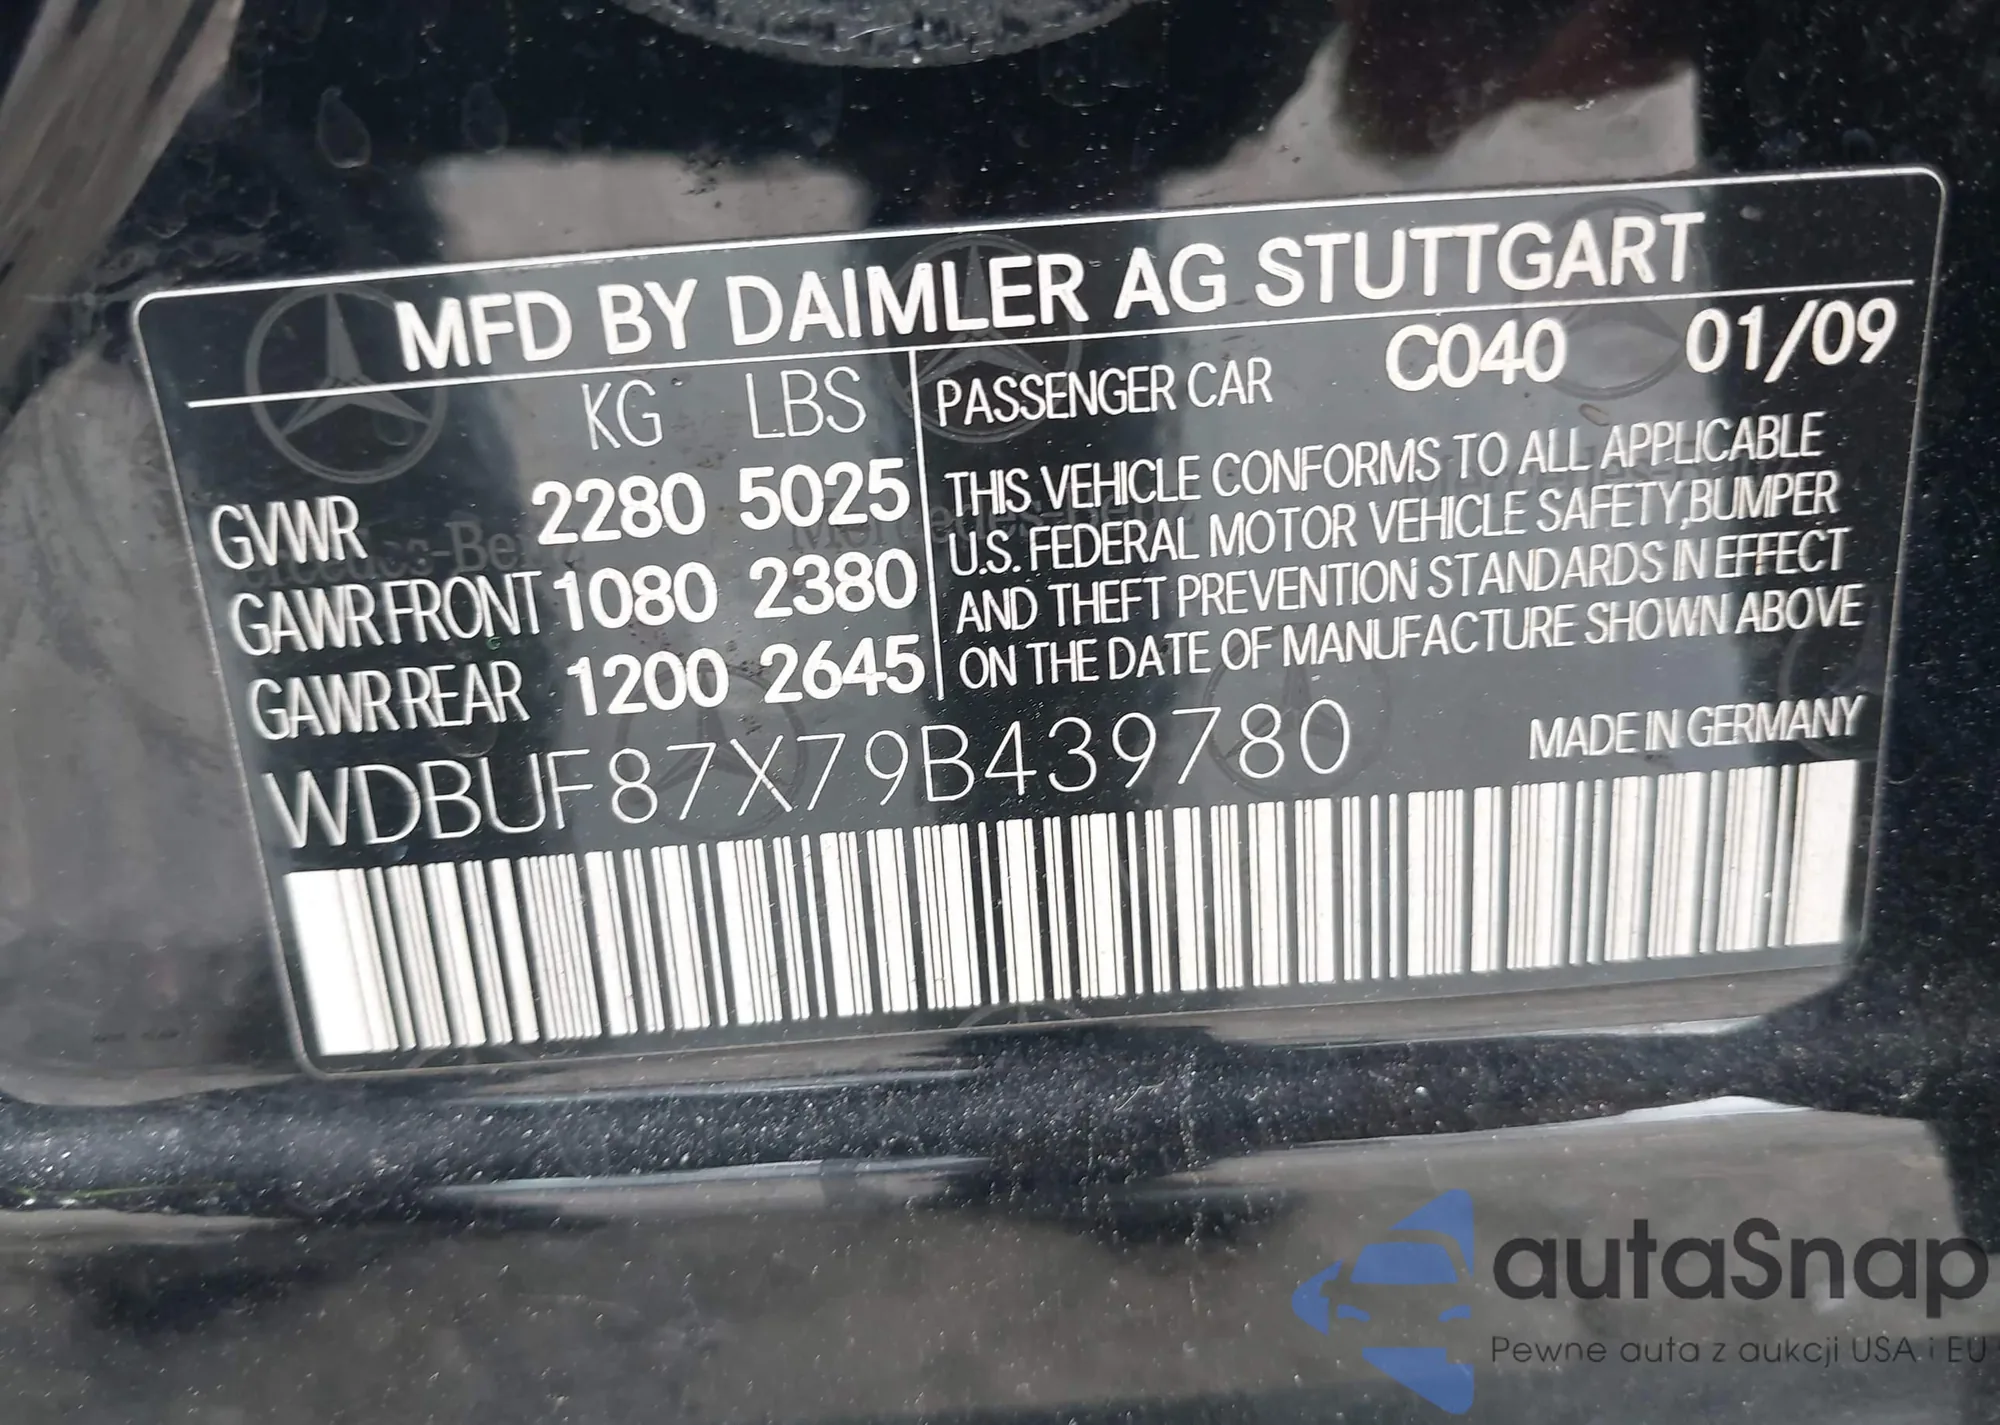 MFD BY DAIMLER AG STUTTGART
KG LBS
GVWR 2280 5025
GAWR FRONT 1080 2380
GAWR REAR 1200 2645
PASSENGER CAR C040 01/09
THIS VEHICLE CONFORMS TO ALL APPLICABLE
U.S. FEDERAL MOTOR VEHICLE SAFETY,BUMPER
AND THEFT PREVENTION STANDARDS IN EFFECT
ON THE DATE OF MANUFACTURE SHOWN ABOVE
WDBUF87X79B439780
MADE IN GERMANY
Mercedes-Benz
autaSnap
Pewne auta z aukcji USA i EU